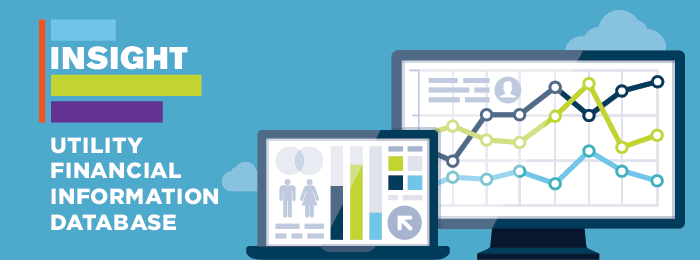 INSIGHT
UTILITY
FINANCIAL
INFORMATION
DATABASE